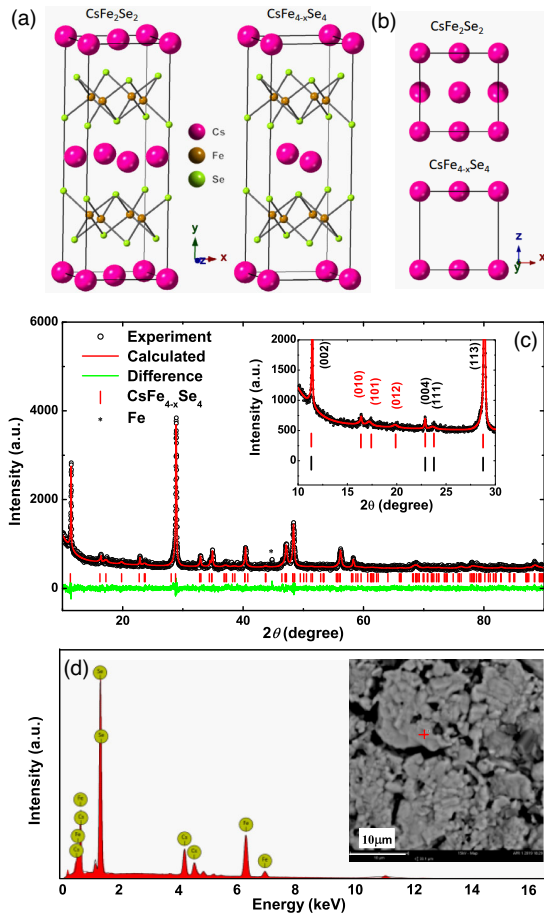 (a)
CsFe2Se2
CsFe4-xSe4
(b)
CsFe2Se2
Cs
Fe
Se
CsFe4-xSe4
y
z
x
z
y
x
6000
4000
2000
0
Intensity (a.u.)
Experiment
Calculated
Difference
CsFe4-xSe4
* Fe
(c)
2000
1500
1000
500
0
Intensity (a.u.)
(002)
(010)
(101)
(012)
(004)
(111)
(113)
10 15 20 25 30
2θ (degree)
*
20 40 60 80
2θ (degree)
(d)
Intensity (a.u.)
Se
Se
Fe
Cs
Fe
Cs
Cs
Cs
Fe
Fe
10μm
0 2 4 6 8 10 12 14 16
Energy (keV)